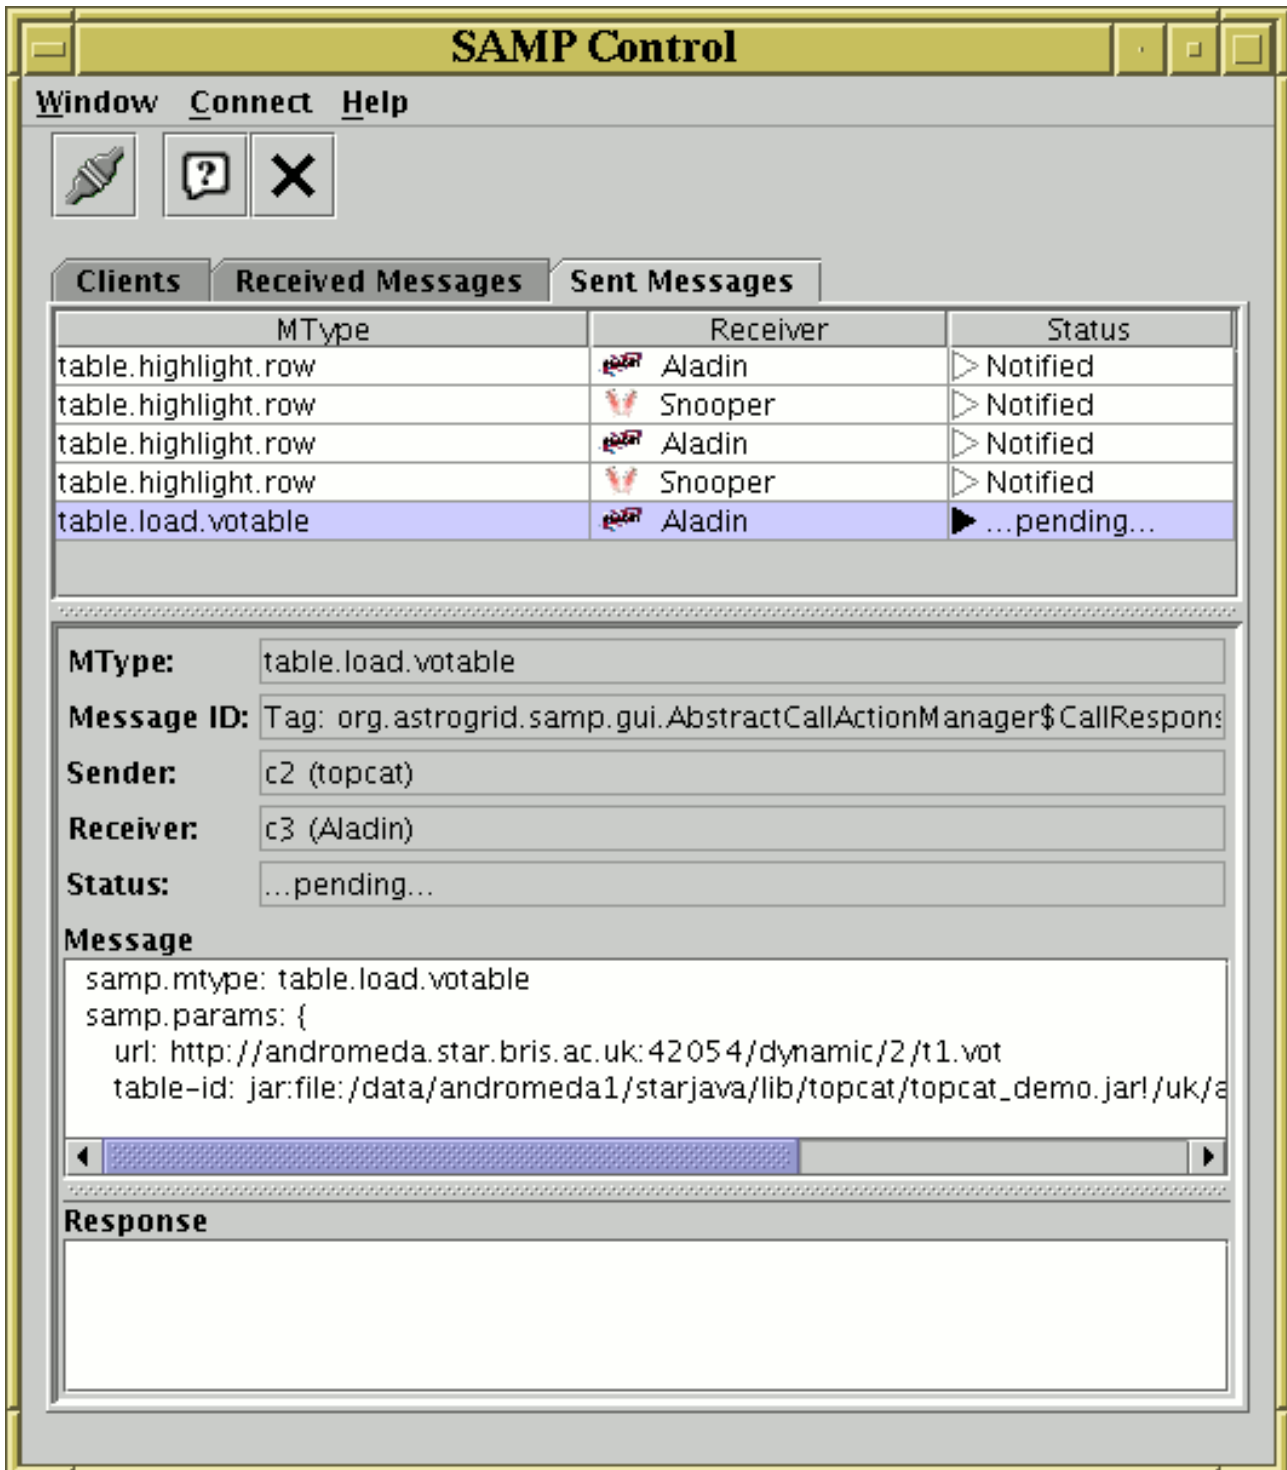 SAMP Control
Window Connect Help
Clients Received Messages Sent Messages
MType Receiver Status
table.highlight.row Aladin Notified
table.highlight.row Snooper Notified
table.highlight.row Aladin Notified
table.highlight.row Snooper Notified
table.load.votable Aladin ...pending...
MType: table.load.votable
Message ID: Tag: org.astrogrid.samp.gui.AbstractCallActionManager$CallRespons
Sender: c2 (topcat)
Receiver: c3 (Aladin)
Status: ...pending...
Message
samp.mtype: table.load.votable
samp.params: {
url: http://andromeda.star.bris.ac.uk:42054/dynamic/2/t1.vot
table-id: jar:file:/data/andromeda1/starjava/lib/topcat/topcat_demo.jar!/uk/a
Response